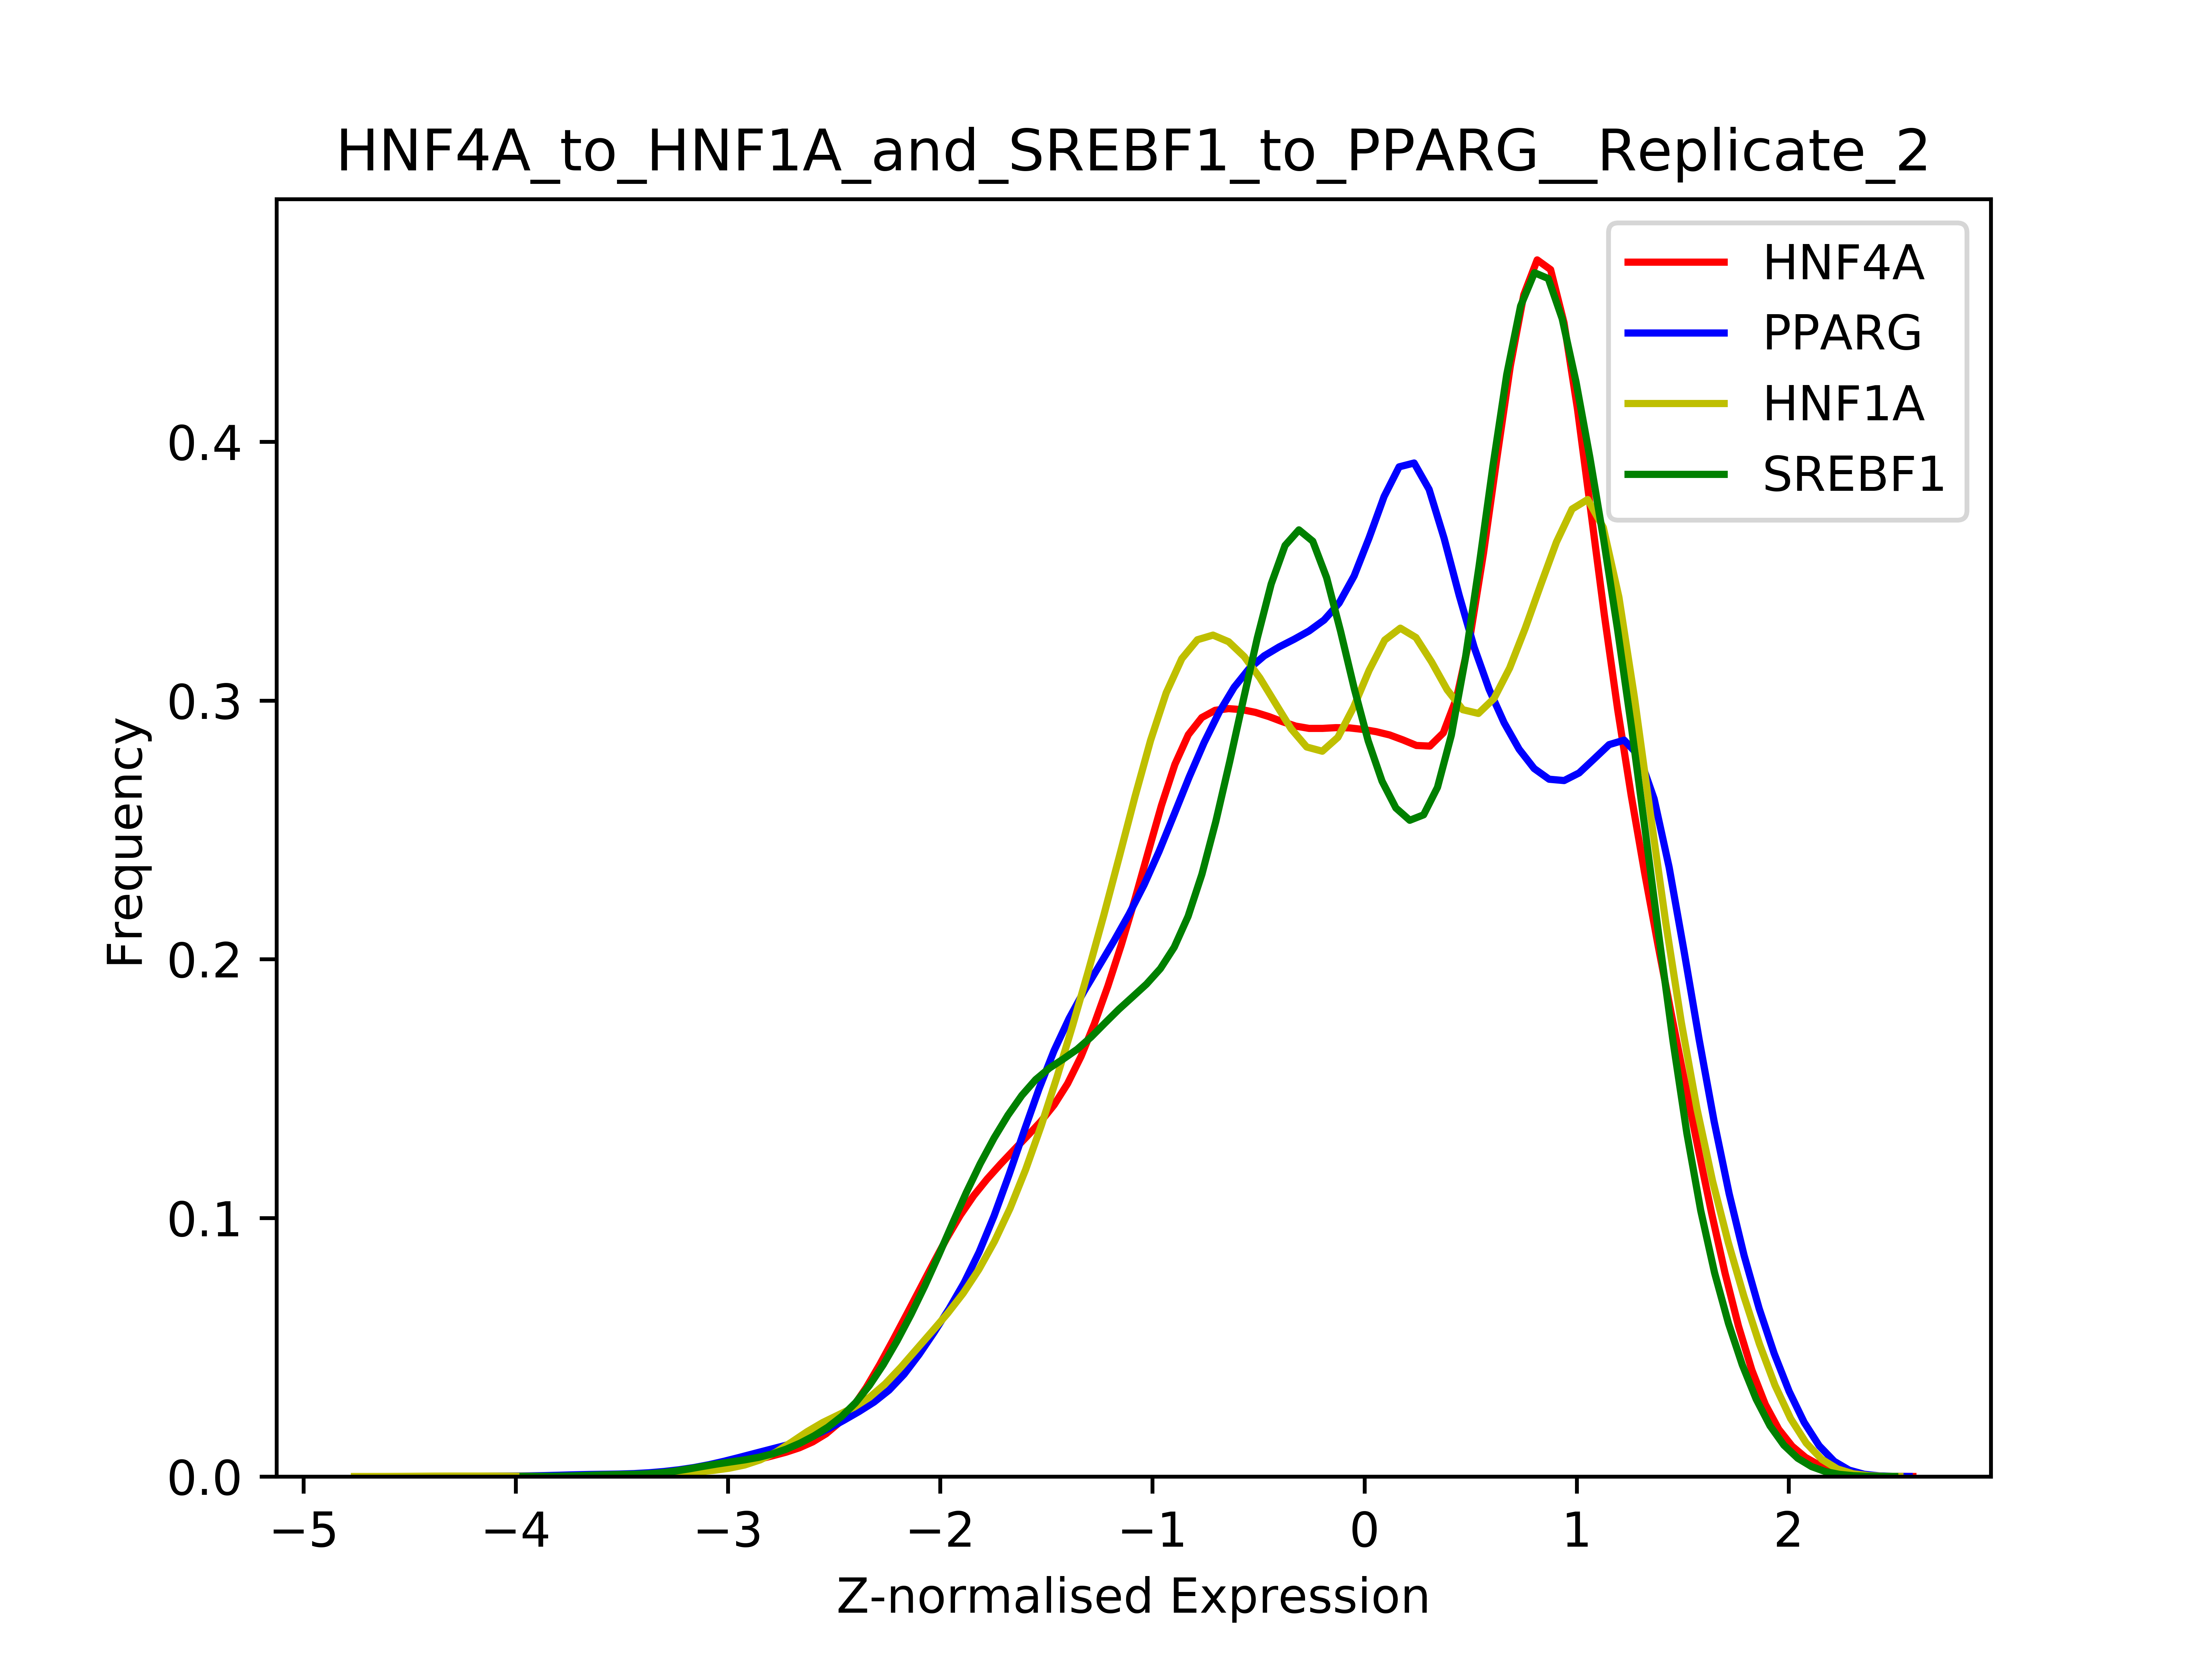 HNF4A_to_HNF1A_and_SREBF1_to_PPARG__Replicate_2
HNF4A
PPARG
HNF1A
SREBF1
Frequency
0.4
0.3
0.2
0.1
0.0
−5 −4 −3 −2 −1 0 1 2
Z-normalised Expression